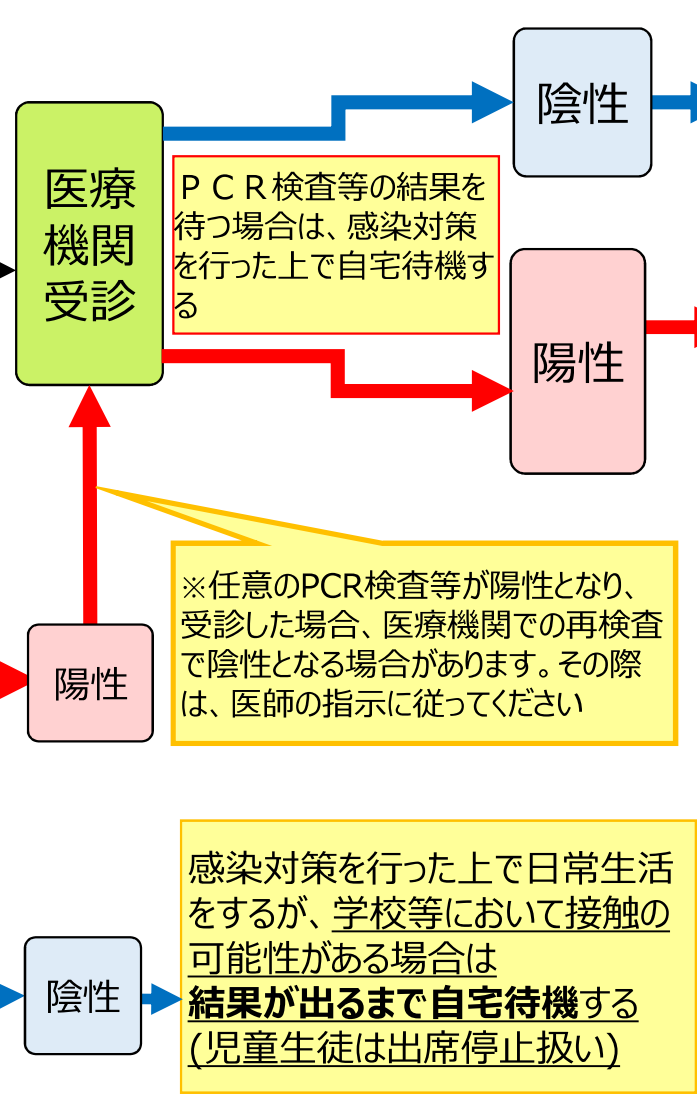 陰性
医療
機関
受診
ＰＣＲ検査等の結果を
待つ場合は、感染対策
を行った上で自宅待機す
る
陽性
※任意のPCR検査等が陽性となり、
受診した場合、医療機関での再検査
で陰性となる場合があります。その際
は、医師の指示に従ってください
陽性
感染対策を行った上で日常生活
をするが、学校等において接触の
可能性がある場合は
結果が出るまで自宅待機する
(児童生徒は出席停止扱い)
陰性